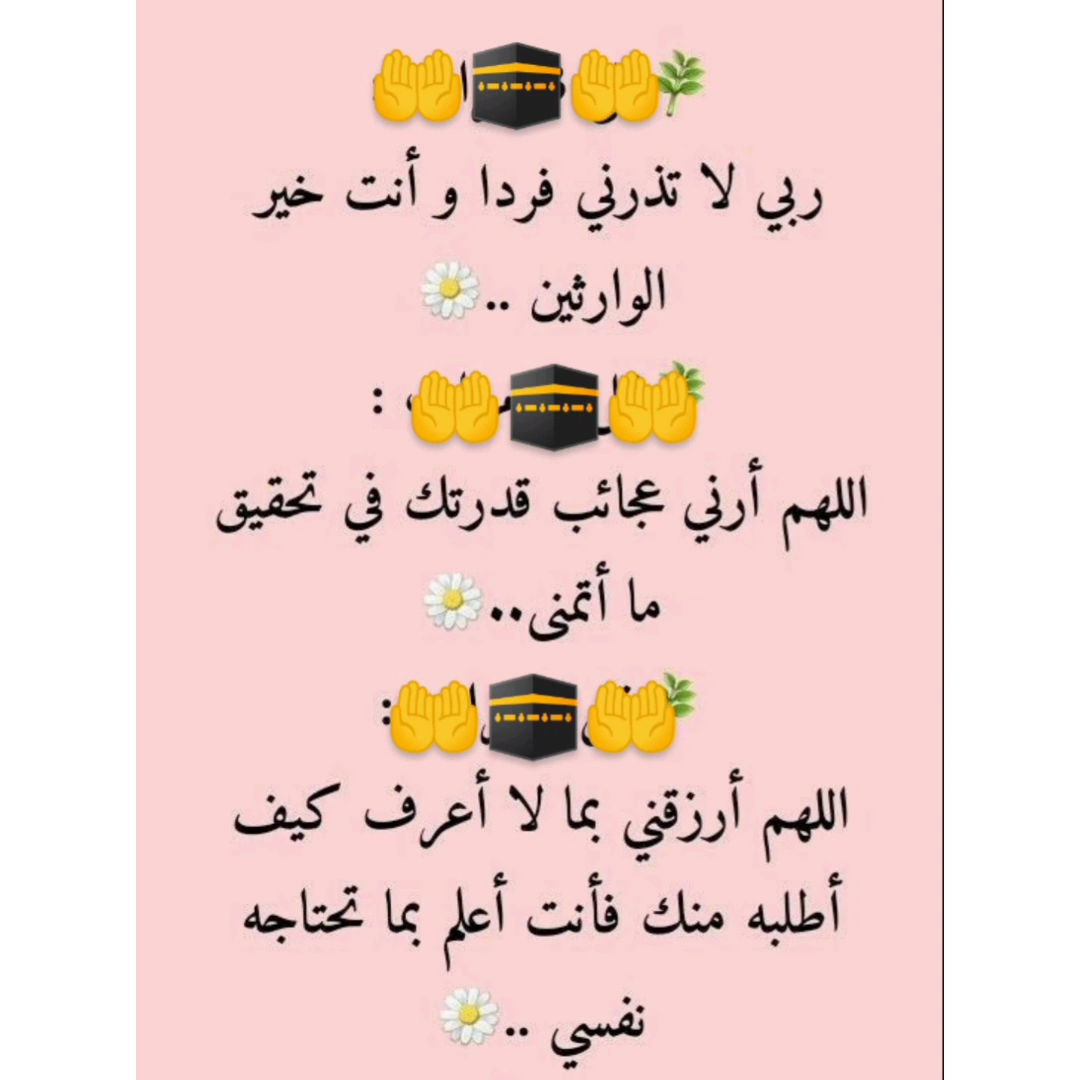 ربي لا تذرني فردا و أنت خير
الوارثين ..
اللهم أرني عجائب قدرتك في تحقيق
ما أتمنى..
اللهم أرزقني بما لا أعرف كيف
أطلبه منك فأنت أعلم بما تحتاجه
نفسي ..